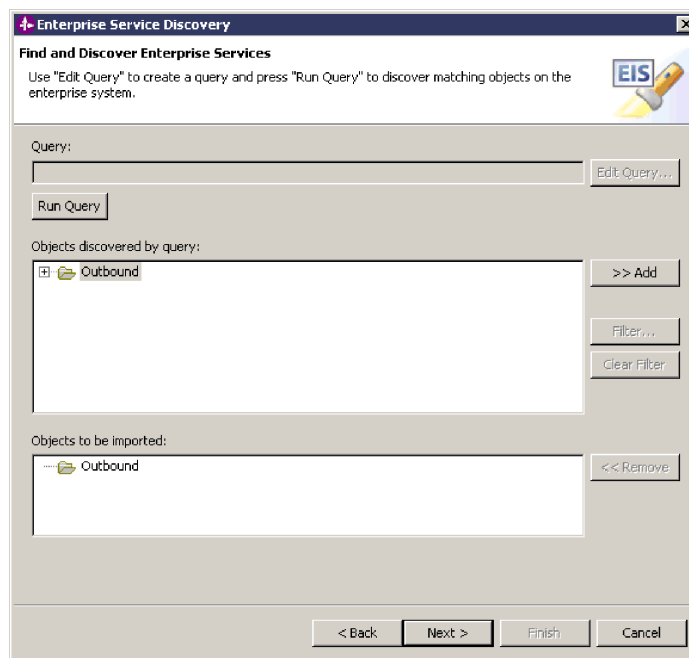 Enterprise Service Discovery
Find and Discover Enterprise Services
Use "Edit Query" to create a query and press "Run Query" to discover matching objects on the
enterprise system.
EIS
Query:
Edit Query...
Run Query
Objects discovered by query:
Outbound
>> Add
Filter...
Clear Filter
Objects to be imported:
Outbound
<< Remove
< Back
Next >
Finish
Cancel